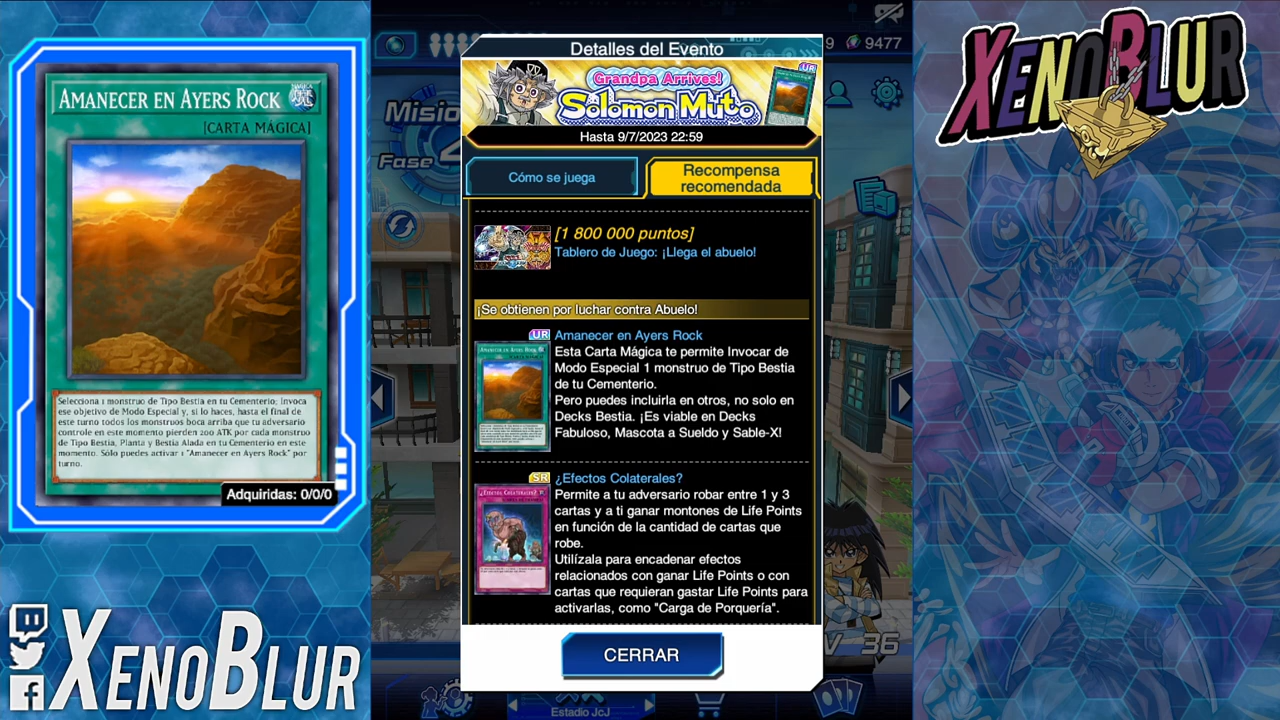 AMANECER EN AYERS ROCK
[CARTA MÁGICA]
Selecciona 1 monstruo de Tipo Bestia en tu Cementerio; Invoca
ese objetivo de Modo Especial y, si lo haces, hasta el final de
este turno todos los monstruos boca arriba que tu adversario
controle en este momento pierden 200 ATK por cada monstruo
de Tipo Bestia, Planta y Bestia Alada en tu Cementerio en este
momento. Sólo puedes activar 1 "Amanecer en Ayers Rock" por
turno.
Adquiridas: 0/0/0
XENOBLUR
9 9477
Misio
Fase 2
Detalles del Evento
Grandpa Arrives!
Solomon Muto
UR
Hasta 9/7/2023 22:59
Cómo se juega
Recompensa
recomendada
[1 800 000 puntos]
Tablero de Juego: ¡Llega el abuelo!
¡Se obtienen por luchar contra Abuelo!
UR
Amanecer en Ayers Rock
Esta Carta Mágica te permite Invocar de
Modo Especial 1 monstruo de Tipo Bestia
de tu Cementerio.
Pero puedes incluirla en otros, no solo en
Decks Bestia. ¡Es viable en Decks
Fabuloso, Mascota a Sueldo y Sable-X!
SR
¿Efectos Colaterales?
Permite a tu adversario robar entre 1 y 3
cartas y a ti ganar montones de Life Points
en función de la cantidad de cartas que
robe.
Utilízala para encadenar efectos
relacionados con ganar Life Points o con
cartas que requieran gastar Life Points para
activarlas, como "Carga de Porquería".
CERRAR
V 36
Estadio JcJ
XENOBLUR